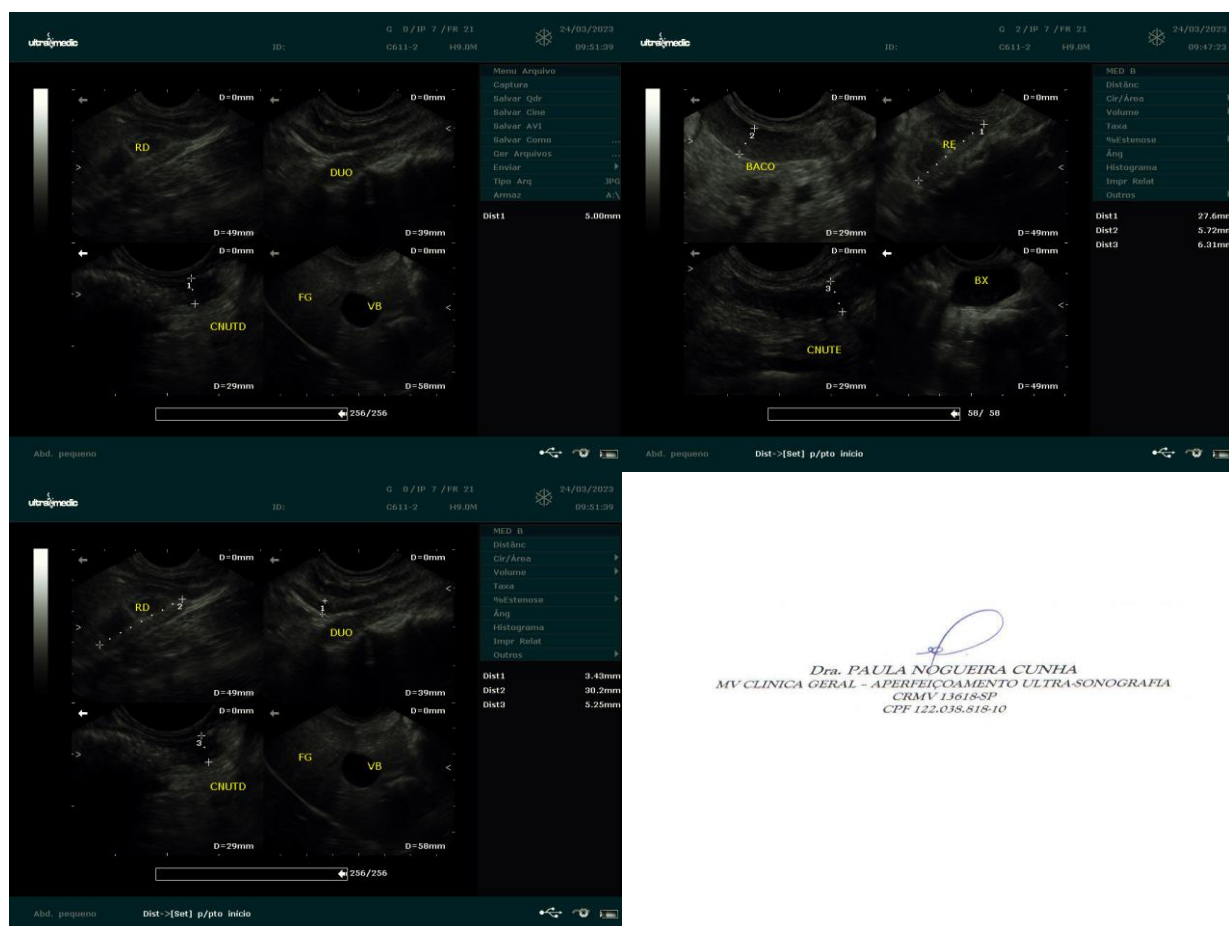 ultramedic
G 0/IP 7 /FR 21
24/03/2023
ID:
C611-2 H9.0M
09:51:39
Menu Arquivo
Captura
Salvar Qdr
Salvar Cine
Salvar AVI
Salvar Como ...
Ger Arquivos ...
Enviar
Tipo Arq JPG
Armaz A:\
Dist1 5.00mm
D=0mm
D=0mm
RD
DUO
D=49mm
D=39mm
D=0mm
D=0mm
1
FG
VB
CNUTD
D=29mm
D=58mm
256/256
Abd. pequeno
ultramedic
G 2/IP 7 /FR 21
24/03/2023
ID:
C611-2 H9.0M
09:47:23
MED B
Distânc
Cir/Área
Volume
Taxa
%Estenose
Âng
Histograma
Impr Relat
Outros
Dist1 27.6mm
Dist2 5.72mm
Dist3 6.31mm
D=0mm
D=0mm
2
1
RE
BACO
D=29mm
D=49mm
D=0mm
D=0mm
3
BX
CNUTE
D=29mm
D=49mm
58/ 58
Abd. pequeno Dist->[Set] p/pto início
ultramedic
G 0/IP 7 /FR 21
24/03/2023
ID:
C611-2 H9.0M
09:51:39
MED B
Distânc
Cir/Área
Volume
Taxa
%Estenose
Âng
Histograma
Impr Relat
Outros
Dist1 3.43mm
Dist2 30.2mm
Dist3 5.25mm
D=0mm
D=0mm
RD
2
1
DUO
D=49mm
D=39mm
D=0mm
D=0mm
3
FG
VB
CNUTD
D=29mm
D=58mm
256/256
Abd. pequeno Dist->[Set] p/pto início
Dra. PAULA NOGUEIRA CUNHA
MV CLINICA GERAL - APERFEIÇOAMENTO ULTRA-SONOGRAFIA
CRMV 13618-SP
CPF 122.038.818-10